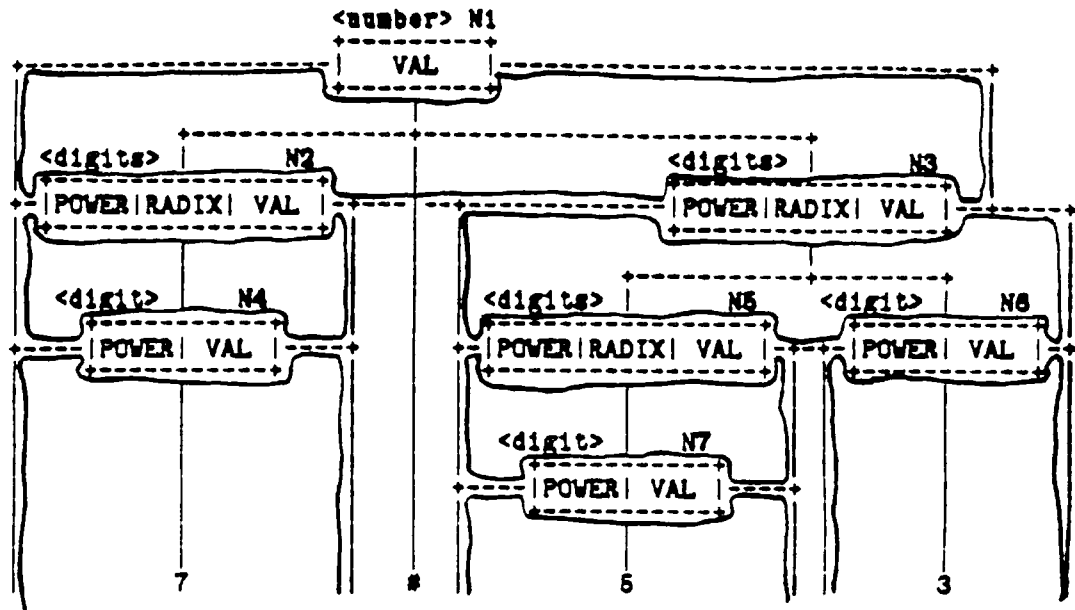 <number> N1
VAL
<digits> N2 <digits> N3
POWER|RADIX| VAL POWER|RADIX| VAL
<digit> N4 <digits> N5 <digit> N6
POWER| VAL POWER|RADIX| VAL POWER| VAL
<digit> N7
POWER| VAL
7 # 5 3